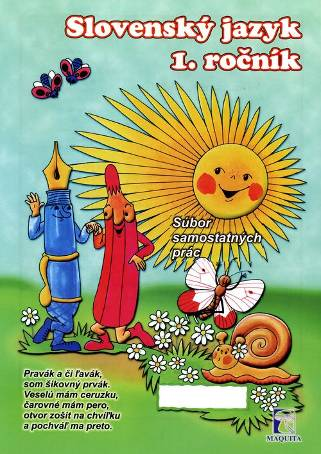 Slovenský jazyk
1. ročník
Súbor
samostatných
prác
Pravák a či ľavák,
som šikovný prvák.
Veselú mám ceruzku,
čarovné mám pero,
otvor zošit na chvíľku
a pochváľ ma preto.
MAQUITA